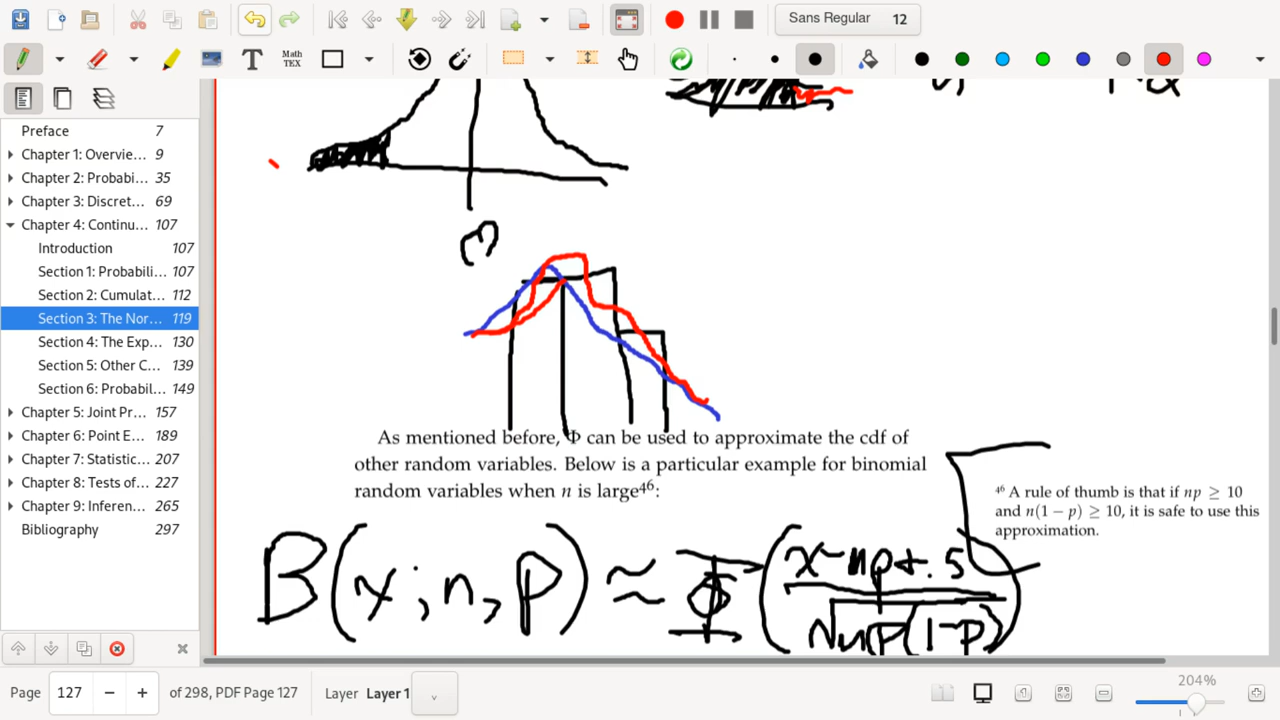 Sans Regular 12
Math
TEX
Preface 7
Chapter 1: Overvie... 9
Chapter 2: Probabi... 35
Chapter 3: Discret... 69
Chapter 4: Continu... 107
Introduction 107
Section 1: Probabili... 107
Section 2: Cumulat... 112
Section 3: The Nor... 119
Section 4: The Exp... 130
Section 5: Other C... 139
Section 6: Probabil... 149
Chapter 5: Joint Pr... 157
Chapter 6: Point E... 189
Chapter 7: Statistic... 207
Chapter 8: Tests of... 227
Chapter 9: Inferen... 265
Bibliography 297
As mentioned before, Φ can be used to approximate the cdf of
other random variables. Below is a particular example for binomial
random variables when n is large⁴⁶:
⁴⁶ A rule of thumb is that if np ≥ 10
and n(1 − p) ≥ 10, it is safe to use this
approximation.
B(x; n, p) ≈ Φ(x-np+.5
√np(1-p))
Page 127 of 298, PDF Page 127 Layer Layer 1
204%